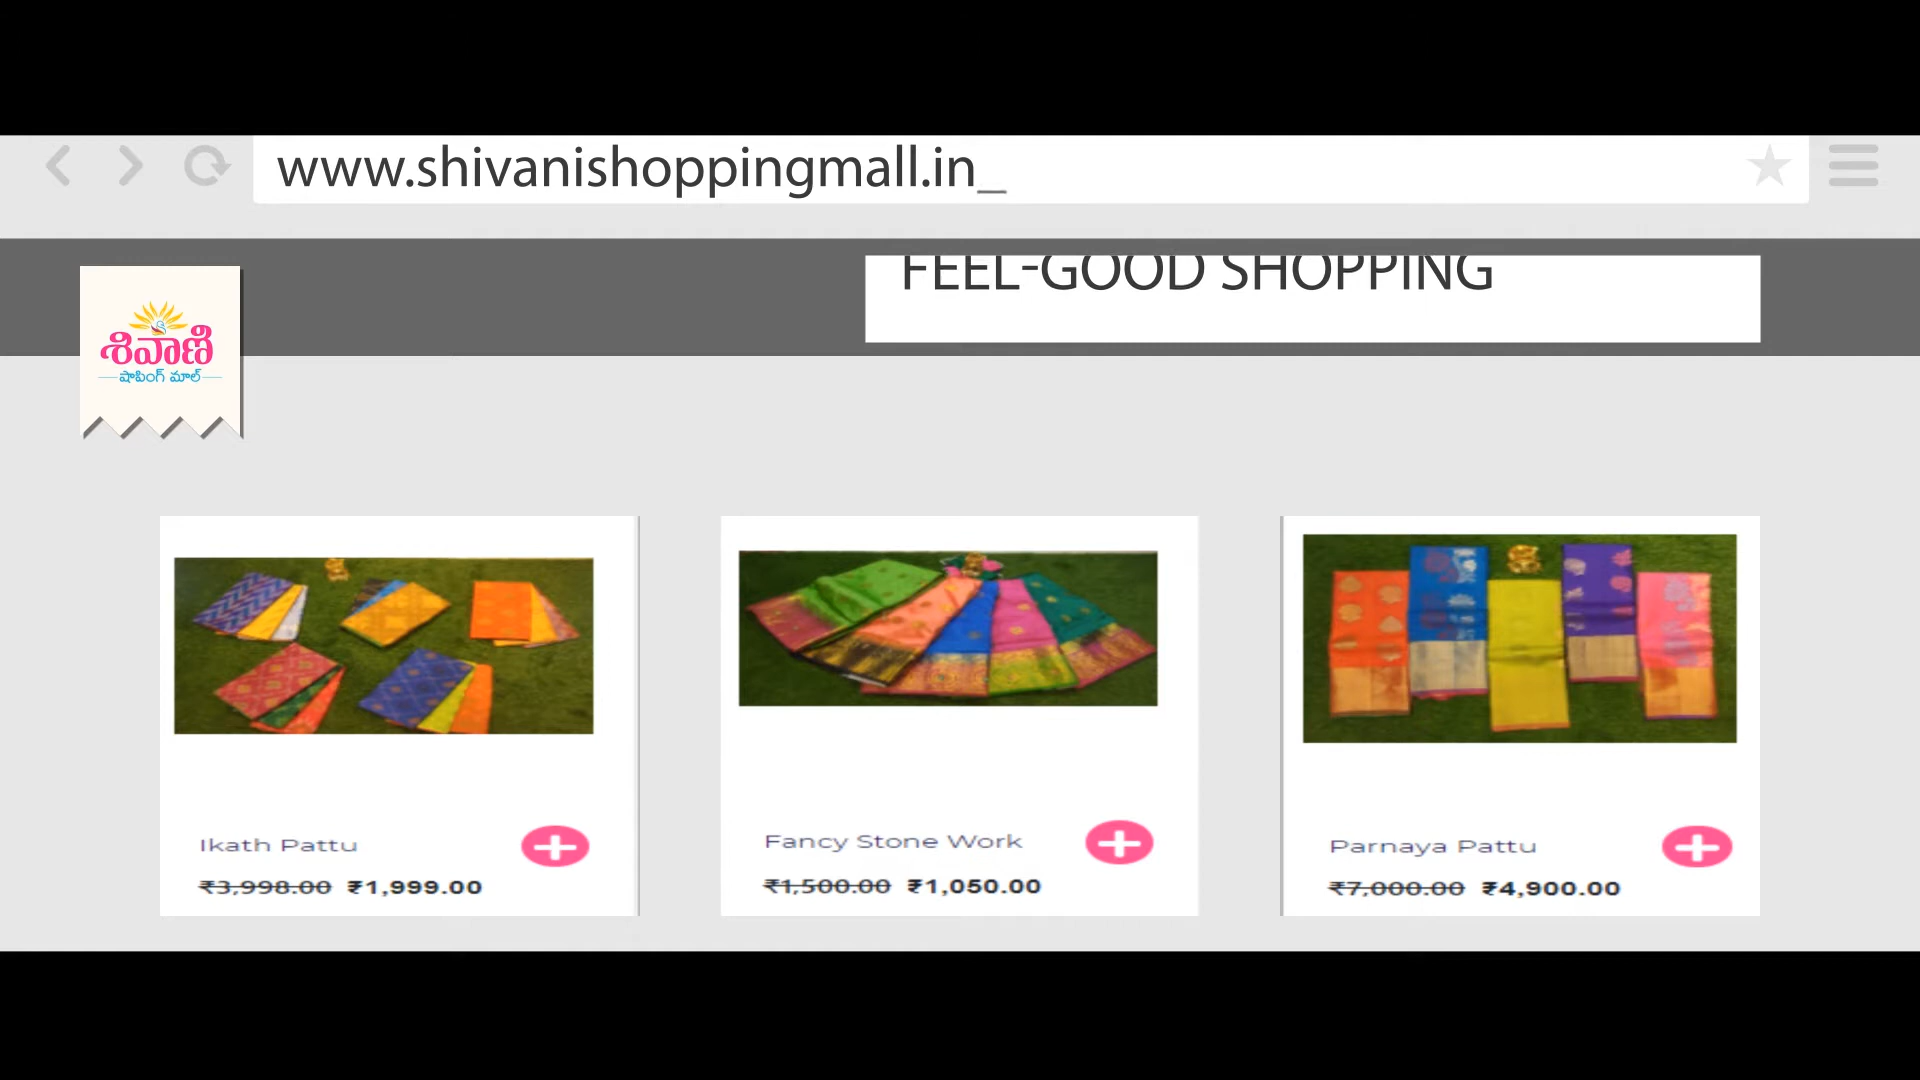 www.shivanishoppingmall.in_
FEEL-GOOD SHOPPING
శివాణి
షాపింగ్ మాల్
Ikath Pattu
₹3,998.00 ₹1,999.00
Fancy Stone Work
₹1,500.00 ₹1,050.00
Parnaya Pattu
₹7,000.00 ₹4,900.00